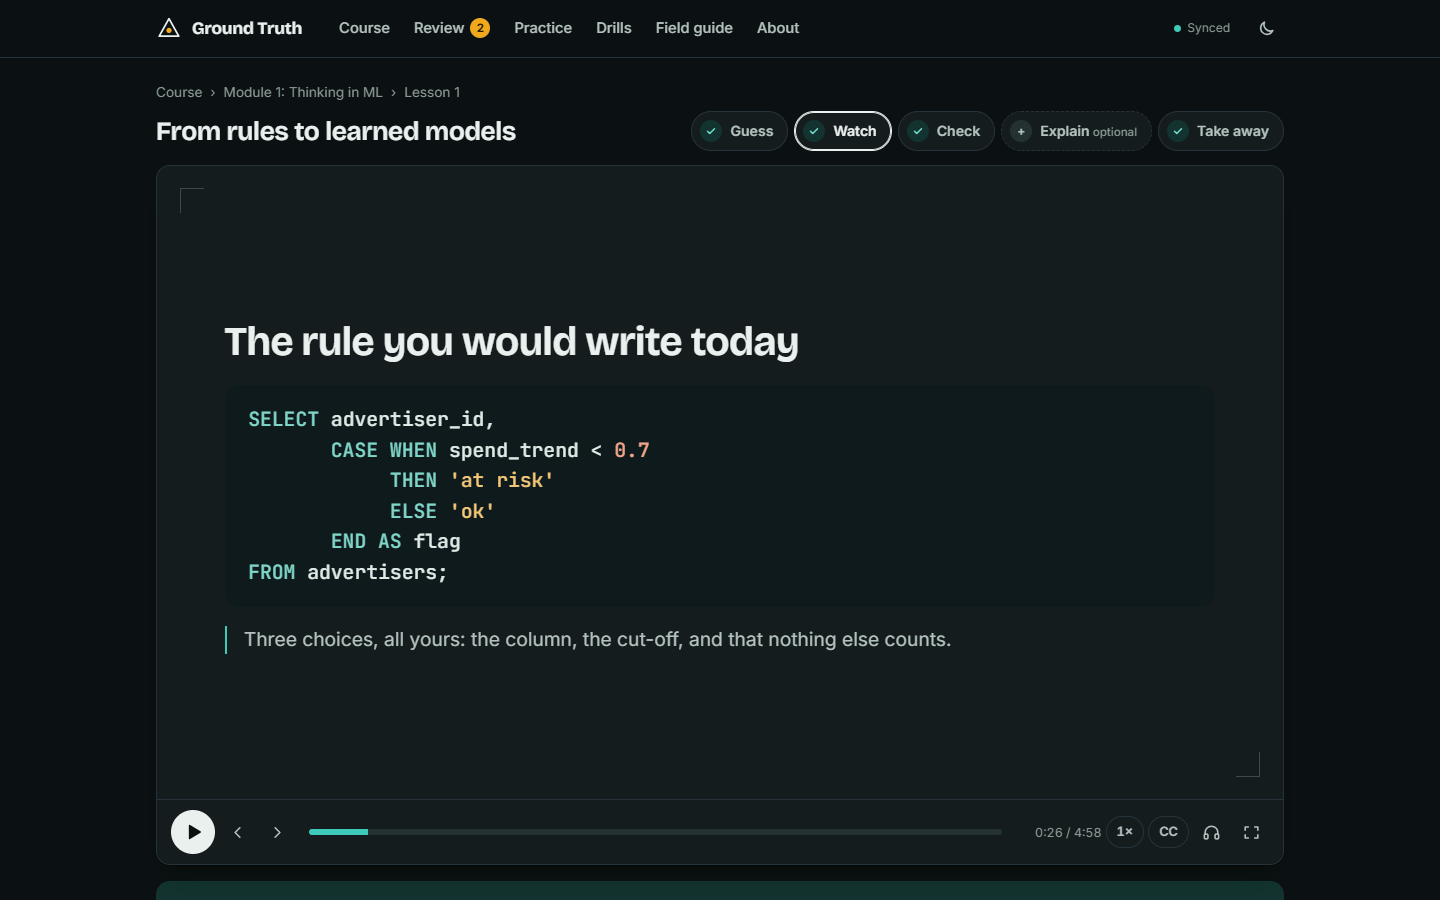 Ground Truth Course Review 2 Practice Drills Field guide About Synced
Course › Module 1: Thinking in ML › Lesson 1
From rules to learned models
Guess Watch Check + Explain optional Take away
The rule you would write today
SELECT advertiser_id,
CASE WHEN spend_trend < 0.7
THEN 'at risk'
ELSE 'ok'
END AS flag
FROM advertisers;
Three choices, all yours: the column, the cut-off, and that nothing else counts.
0:26 / 4:58 1× CC